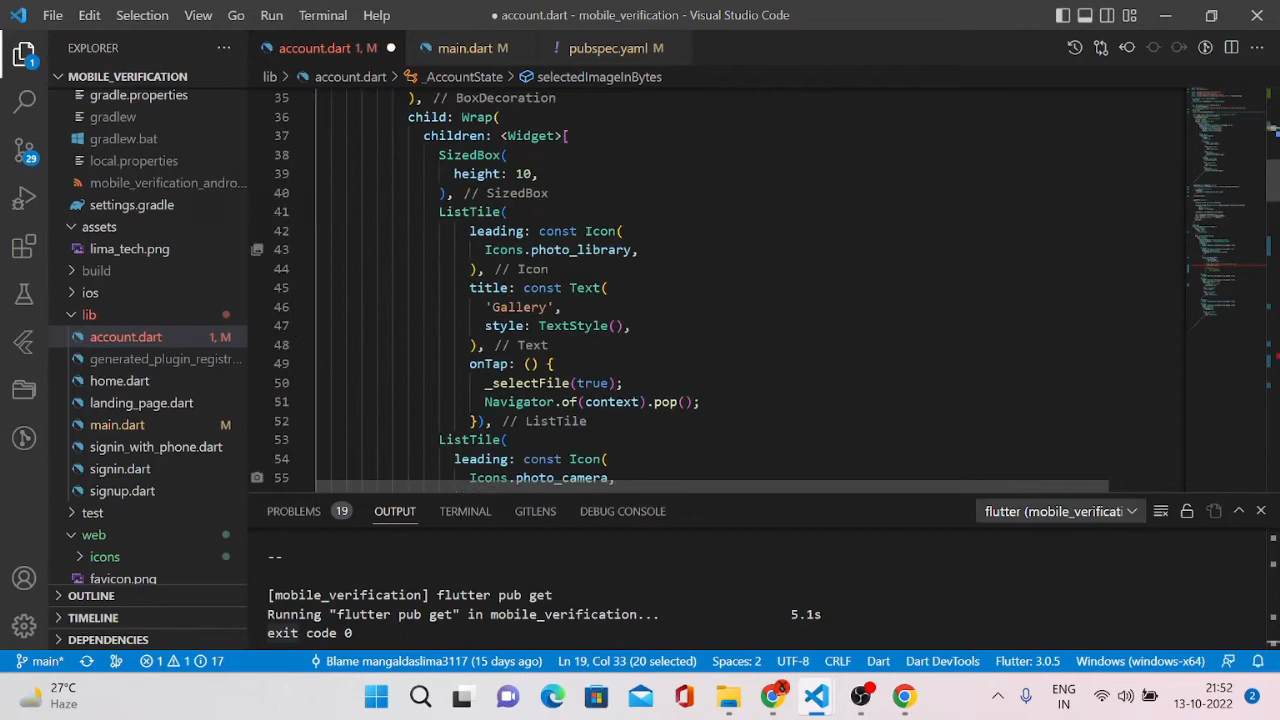 File Edit Selection View Go Run Terminal Help
● account.dart - mobile_verification - Visual Studio Code
EXPLORER
account.dart 1, M
main.dart M
! pubspec.yaml M
lib > account.dart > _AccountState > selectedImageInBytes
MOBILE_VERIFICATION
gradle.properties
gradlew
gradlew.bat
local.properties
mobile_verification_andro...
settings.gradle
assets
lima_tech.png
build
ios
lib
account.dart 1, M
generated_plugin_registr...
home.dart
landing_page.dart
main.dart M
signin_with_phone.dart
signin.dart
signup.dart
test
web
icons
favicon.png
OUTLINE
TIMELINE
DEPENDENCIES
1
29
35 ), // BoxDecoration
36 child: Wrap(
37 children: <Widget>[
38 SizedBox(
39 height: 10,
40 ), // SizedBox
41 ListTile(
42 leading: const Icon(
43 Icons.photo_library,
44 ), // Icon
45 title: const Text(
46 'Gallery',
47 style: TextStyle(),
48 ), // Text
49 onTap: () {
50 _selectFile(true);
51 Navigator.of(context).pop();
52 }), // ListTile
53 ListTile(
54 leading: const Icon(
55 Icons.photo_camera,
PROBLEMS 19 OUTPUT TERMINAL GITLENS DEBUG CONSOLE
flutter (mobile_verificati
--
[mobile_verification] flutter pub get
Running "flutter pub get" in mobile_verification... 5.1s
exit code 0
main* 1 1 17 Blame mangaldaslima3117 (15 days ago) Ln 19, Col 33 (20 selected) Spaces: 2 UTF-8 CRLF Dart Dart DevTools Flutter: 3.0.5 Windows (windows-x64)
27°C
Haze
ENG
IN
21:52
13-10-2022
2